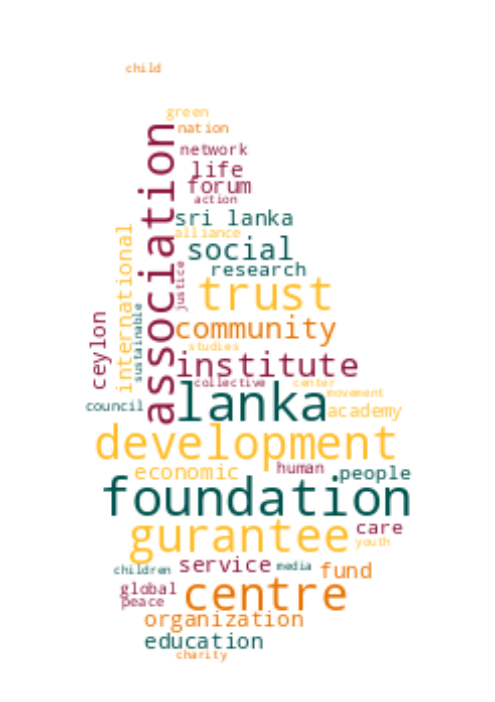 child
green
nation
network
life
forum
action
sri lanka
alliance
social
research
association
international
justice
trust
sustainable
ceylon
community
studies
institute
collective
center
movement
lanka
council
academy
development
economic
human
people
foundation
gurantee
care
youth
children
service
media
fund
global
peace
centre
organization
education
charity